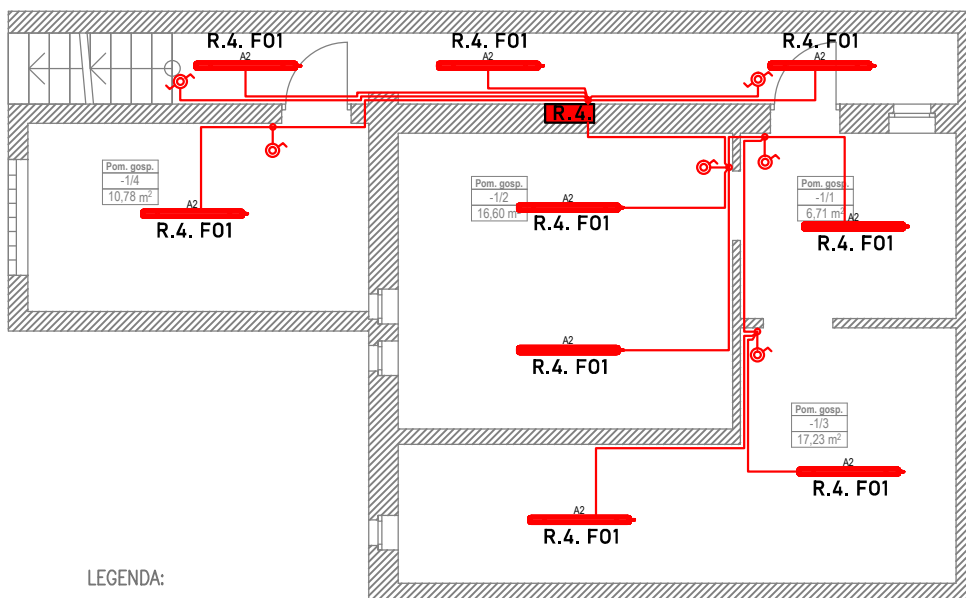 R.4. F01
A2
R.4. F01
A2
R.4. F01
A2
R.4.
Pom. gosp.
-1/4
10,78 m²
A2
R.4. F01
Pom. gosp.
-1/2
16,60 m
A2
R.4. F01
Pom. gosp.
-1/1
6,71 m²
A2
R.4. F01
A2
R.4. F01
Pom. gosp.
-1/3
17,23 m²
A2
R.4. F01
A2
R.4. F01
LEGENDA: